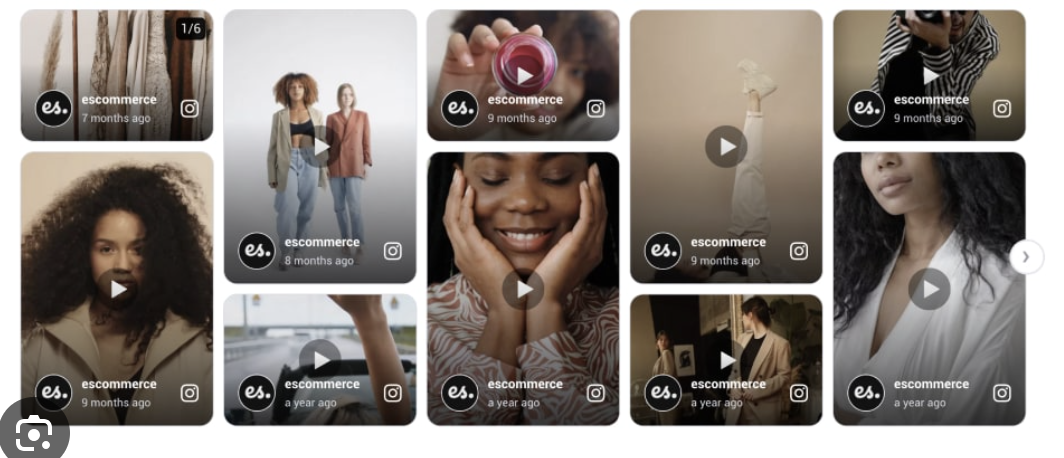 1/6
es.
escommerce
7 months ago
es.
escommerce
9 months ago
es.
escommerce
8 months ago
es.
escommerce
a year ago
es.
escommerce
9 months ago
es.
escommerce
a year ago
es.
escommerce
9 months ago
es.
escommerce
a year ago
es.
escommerce
9 months ago
es.
escommerce
a year ago